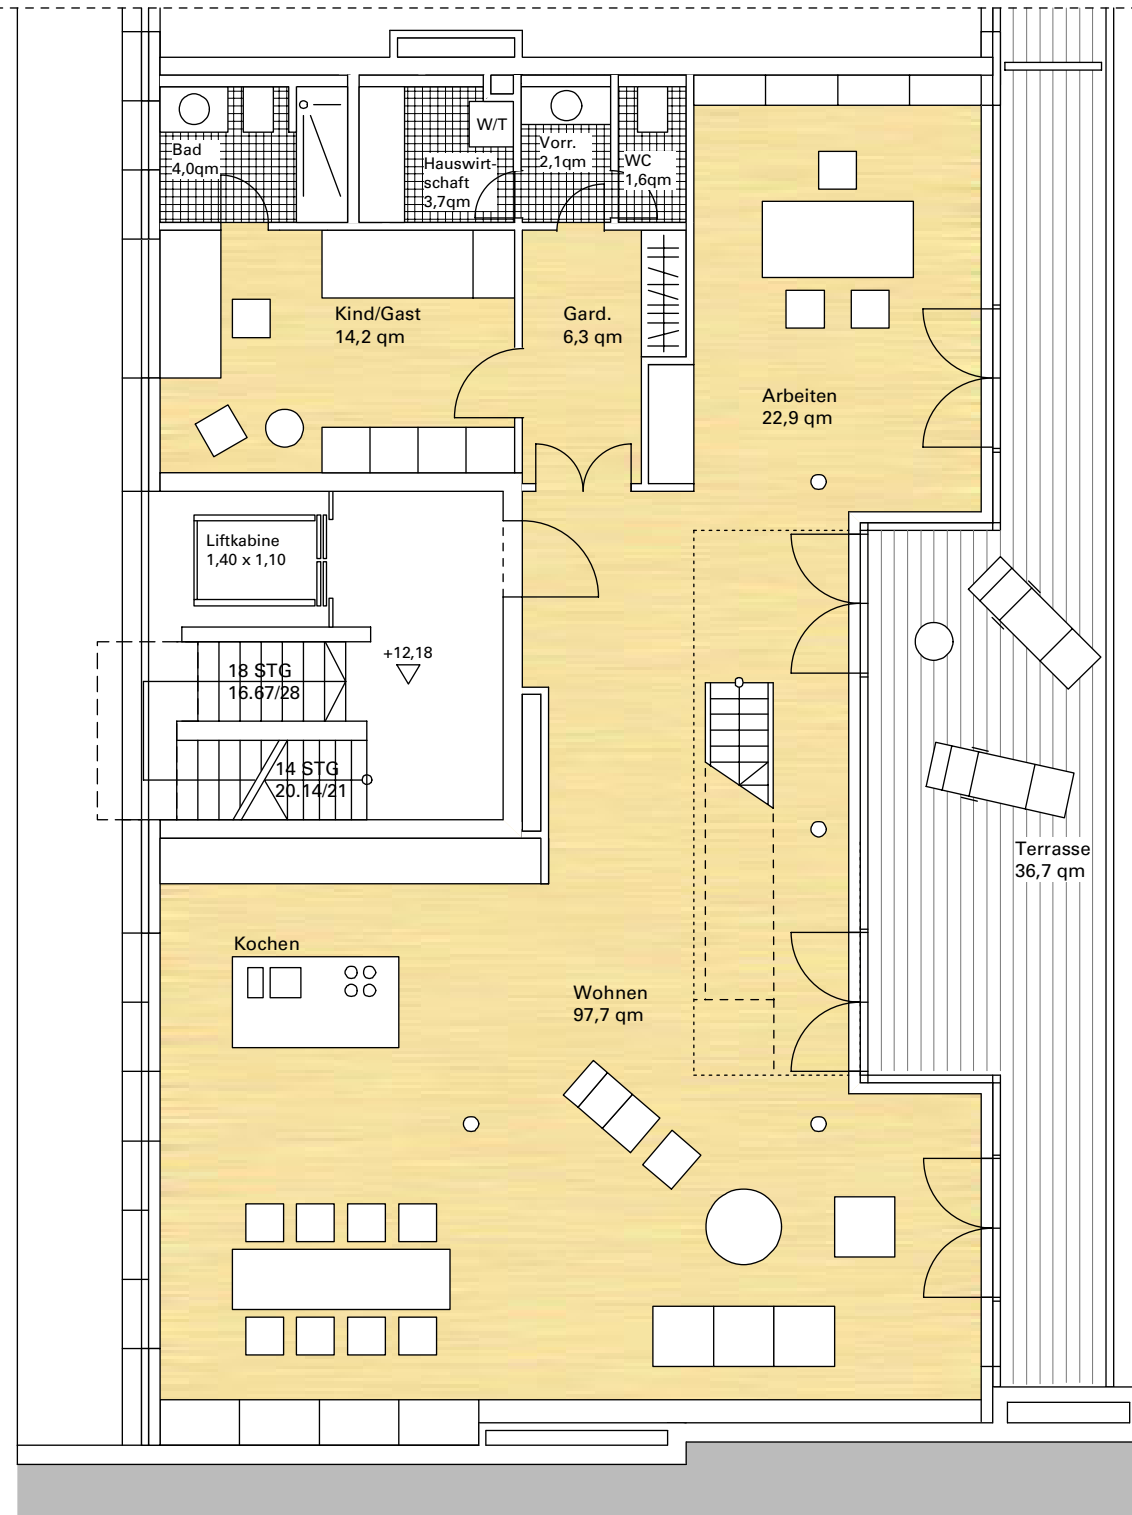 Bad
4,0qm
W/T
Hauswirt-
schaft
3,7qm
Vorr.
2,1qm
WC
1,6qm
Kind/Gast
14,2 qm
Gard.
6,3 qm
Arbeiten
22,9 qm
Liftkabine
1,40 x 1,10
+12,18
18 STG
16.67/28
14 STG
20.14/21
Terrasse
36,7 qm
Kochen
Wohnen
97,7 qm